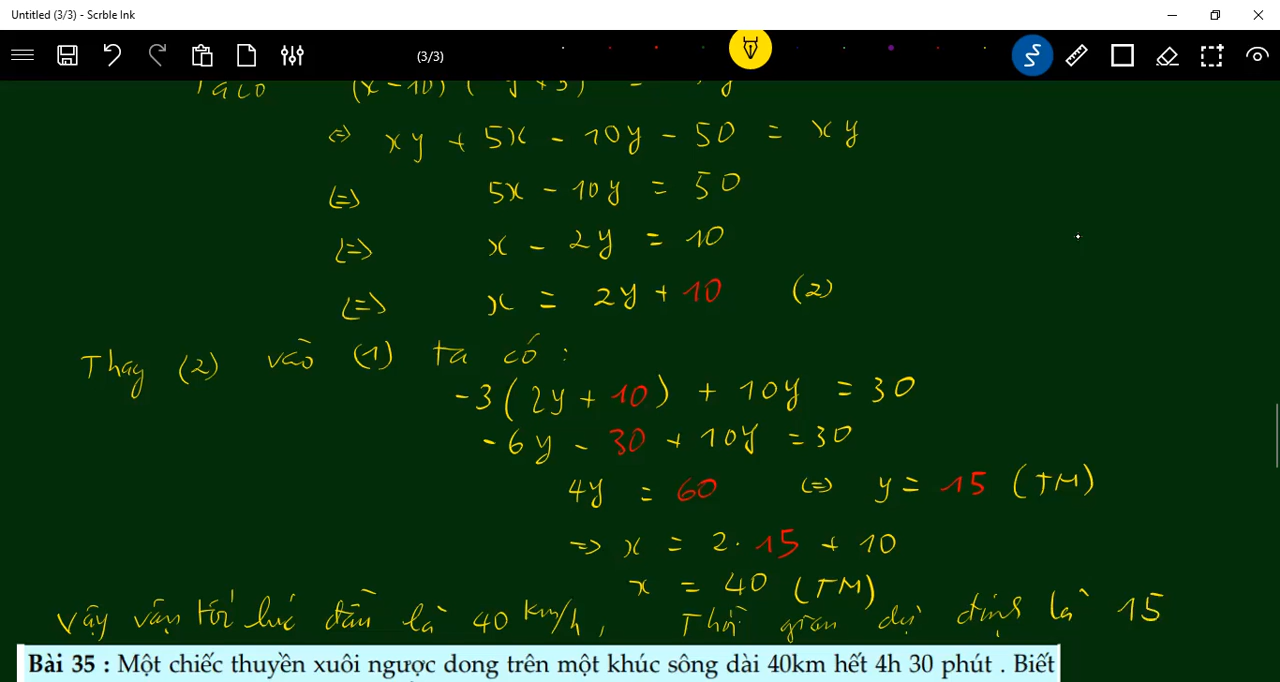 Untitled (3/3) - Scrble Ink
(3/3)
Ta có (x-10)( y+5) =
<=> xy + 5x - 10y - 50 = xy
<=> 5x - 10y = 50
<=> x - 2y = 10
<=> x = 2y + 10 (2)
Thay (2) vào (1) ta có :
-3(2y + 10) + 10y = 30
-6y - 30 + 10y = 30
4y = 60 <=> y = 15 (TM)
=> x = 2. 15 + 10
x = 40 (TM)
Vậy vận tốc lúc đầu là 40 km/h, Thời gian dự định là 15
Bài 35 : Một chiếc thuyền xuôi ngược dong trên một khúc sông dài 40km hết 4h 30 phút . Biết